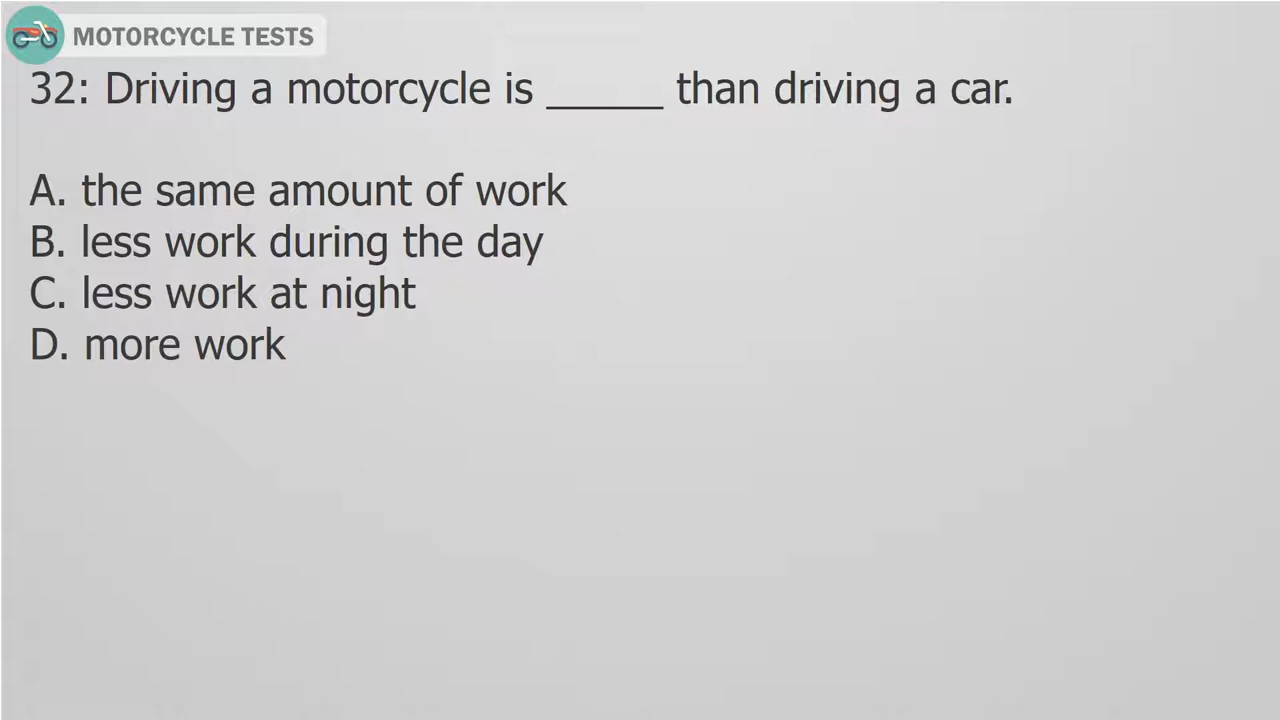 MOTORCYCLE TESTS
32: Driving a motorcycle is _____ than driving a car.
A. the same amount of work
B. less work during the day
C. less work at night
D. more work